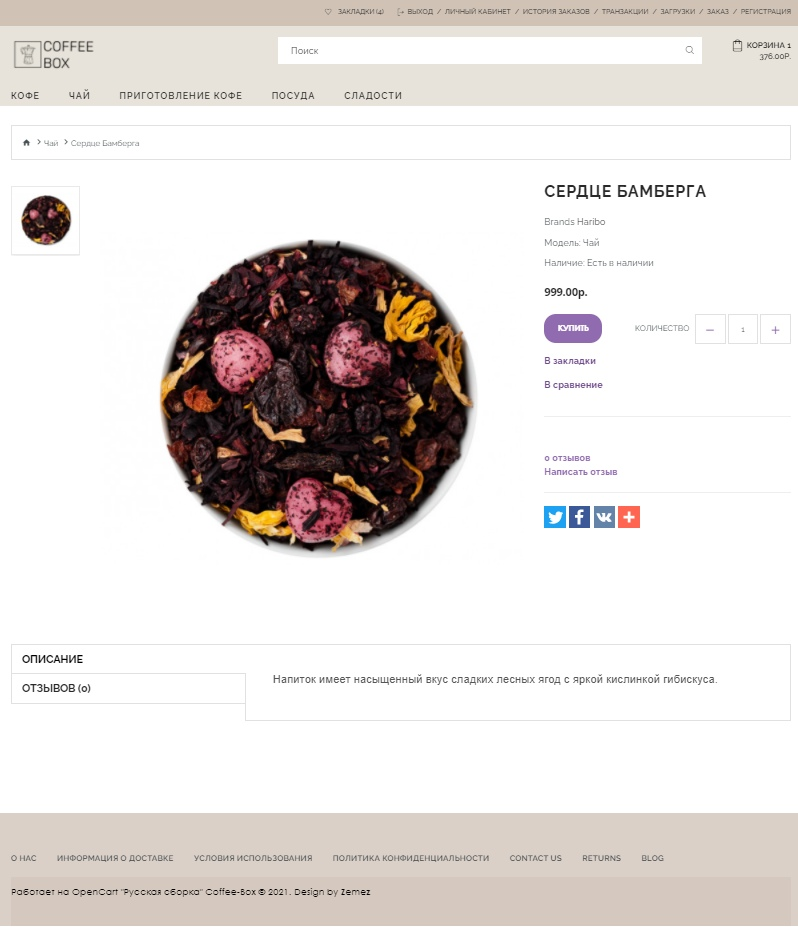 ЗАКЛАДКИ (4) ВЫХОД / ЛИЧНЫЙ КАБИНЕТ / ИСТОРИЯ ЗАКАЗОВ / ТРАНЗАКЦИИ / ЗАГРУЗКИ / ЗАКАЗ / РЕГИСТРАЦИЯ
COFFEE
BOX
Поиск
КОРЗИНА 1
376.00Р.
КОФЕ ЧАЙ ПРИГОТОВЛЕНИЕ КОФЕ ПОСУДА СЛАДОСТИ
Чай Сердце Бамберга
СЕРДЦЕ БАМБЕРГА
Brands Haribo
Модель: Чай
Наличие: Есть в наличии
999.00р.
КУПИТЬ КОЛИЧЕСТВО − 1 +
В закладки
В сравнение
0 отзывов
Написать отзыв
ОПИСАНИЕ
ОТЗЫВОВ (0)
Напиток имеет насыщенный вкус сладких лесных ягод с яркой кислинкой гибискуса.
О НАС ИНФОРМАЦИЯ О ДОСТАВКЕ УСЛОВИЯ ИСПОЛЬЗОВАНИЯ ПОЛИТИКА КОНФИДЕНЦИАЛЬНОСТИ CONTACT US RETURNS BLOG
Работает на OpenCart "Русская сборка" Coffee-Box © 2021. Design by Zemez